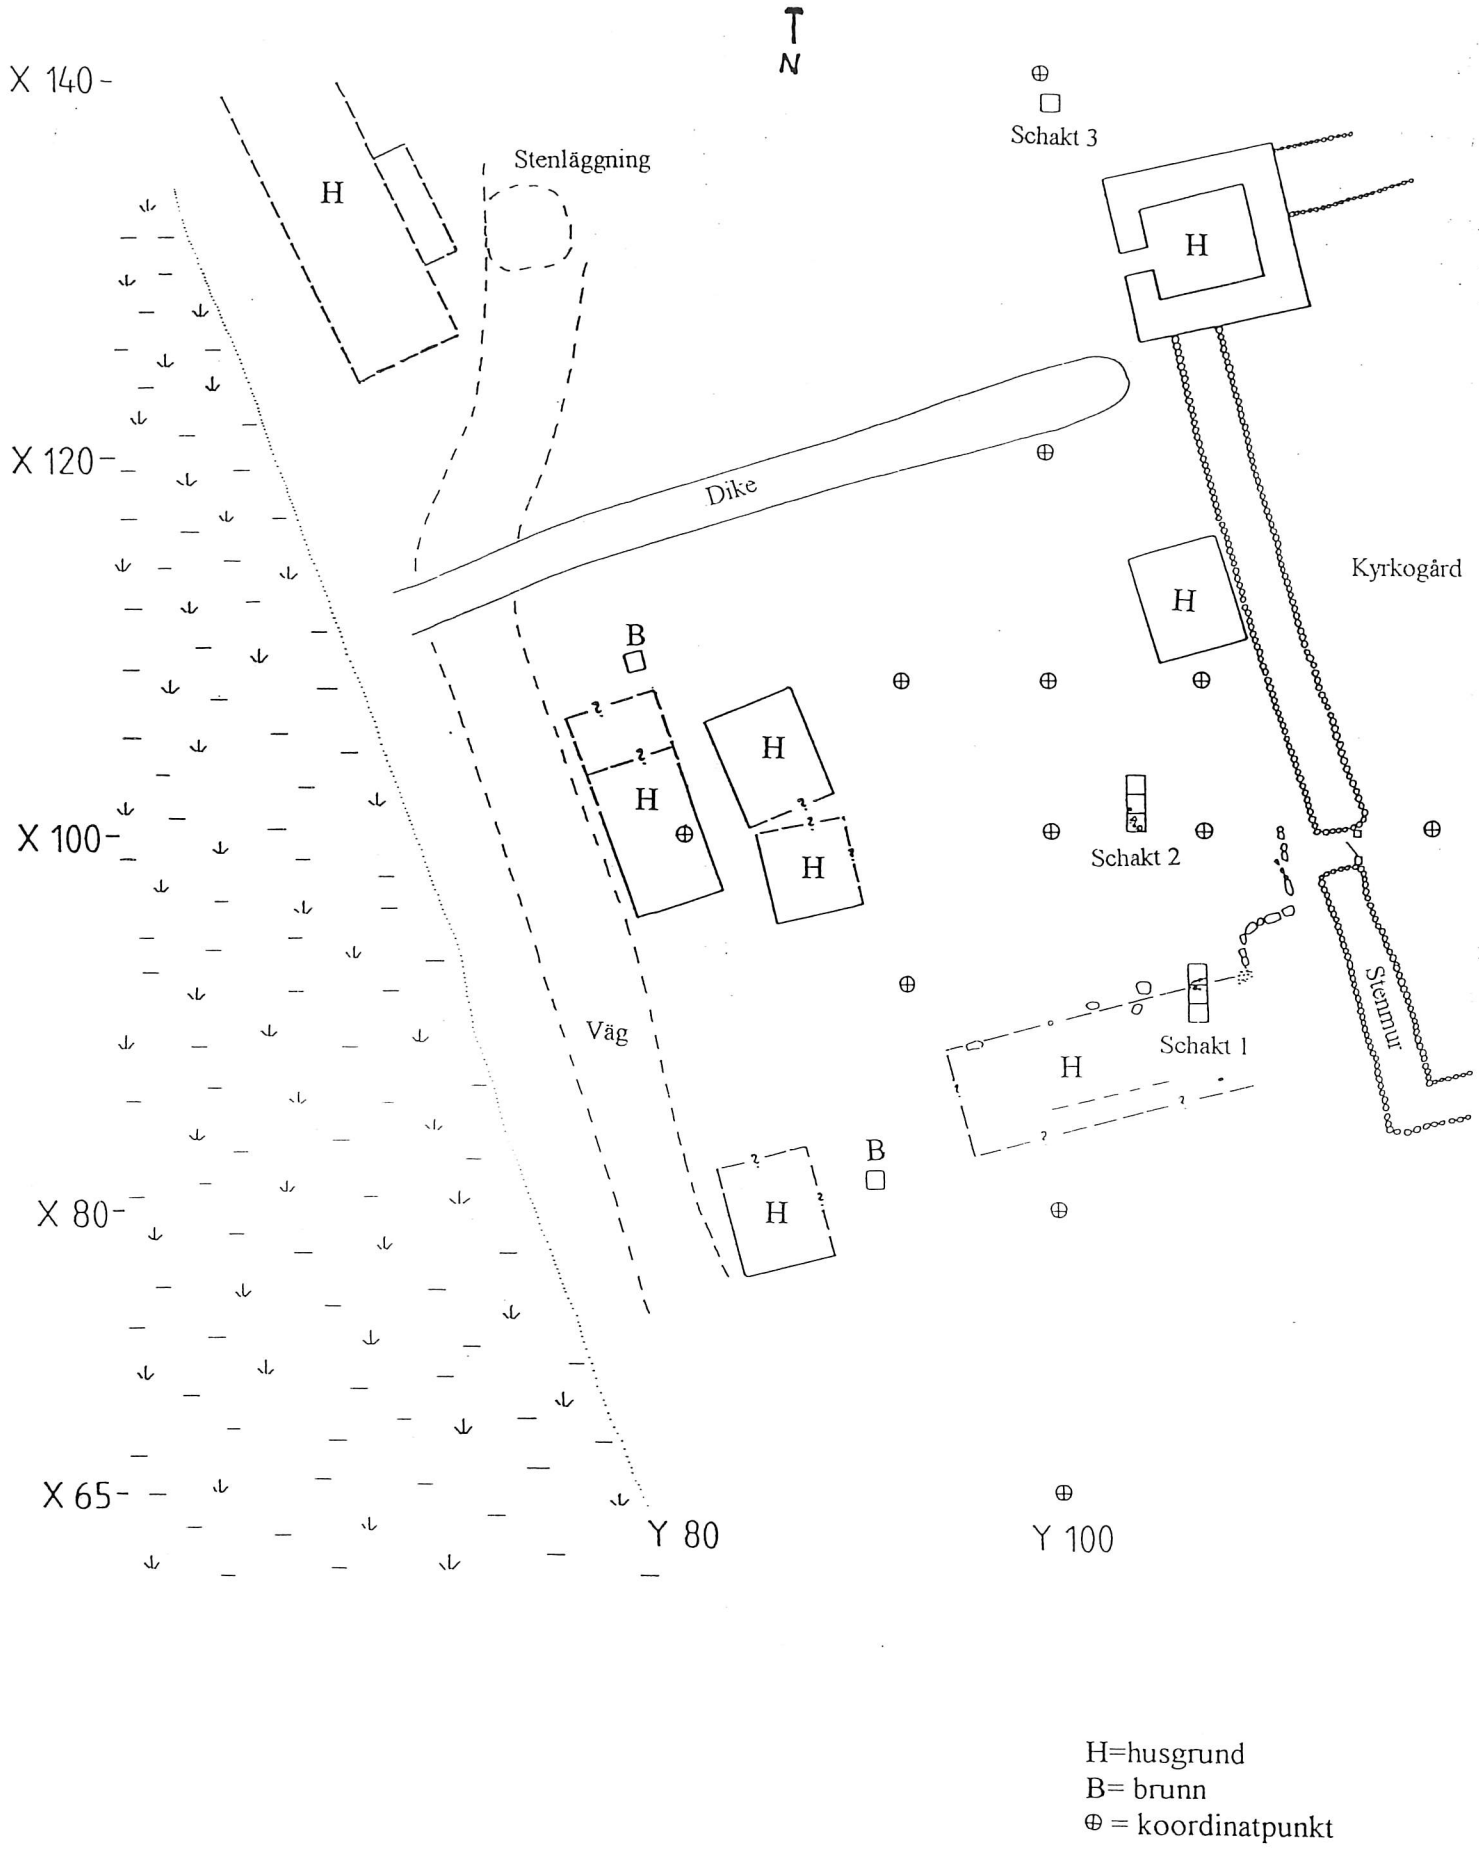 N
X 140-
Schakt 3
Stenläggning
H
H
X 120-
Dike
Kyrkogård
H
B
?
H
?
H
?
?
X 100-
Schakt 2
H
?
Stenmur
Väg
Schakt 1
H
?
?
?
B
?
X 80-
H
?
X 65-
Y 80
Y 100
H=husgrund
B= brunn
⊕ = koordinatpunkt